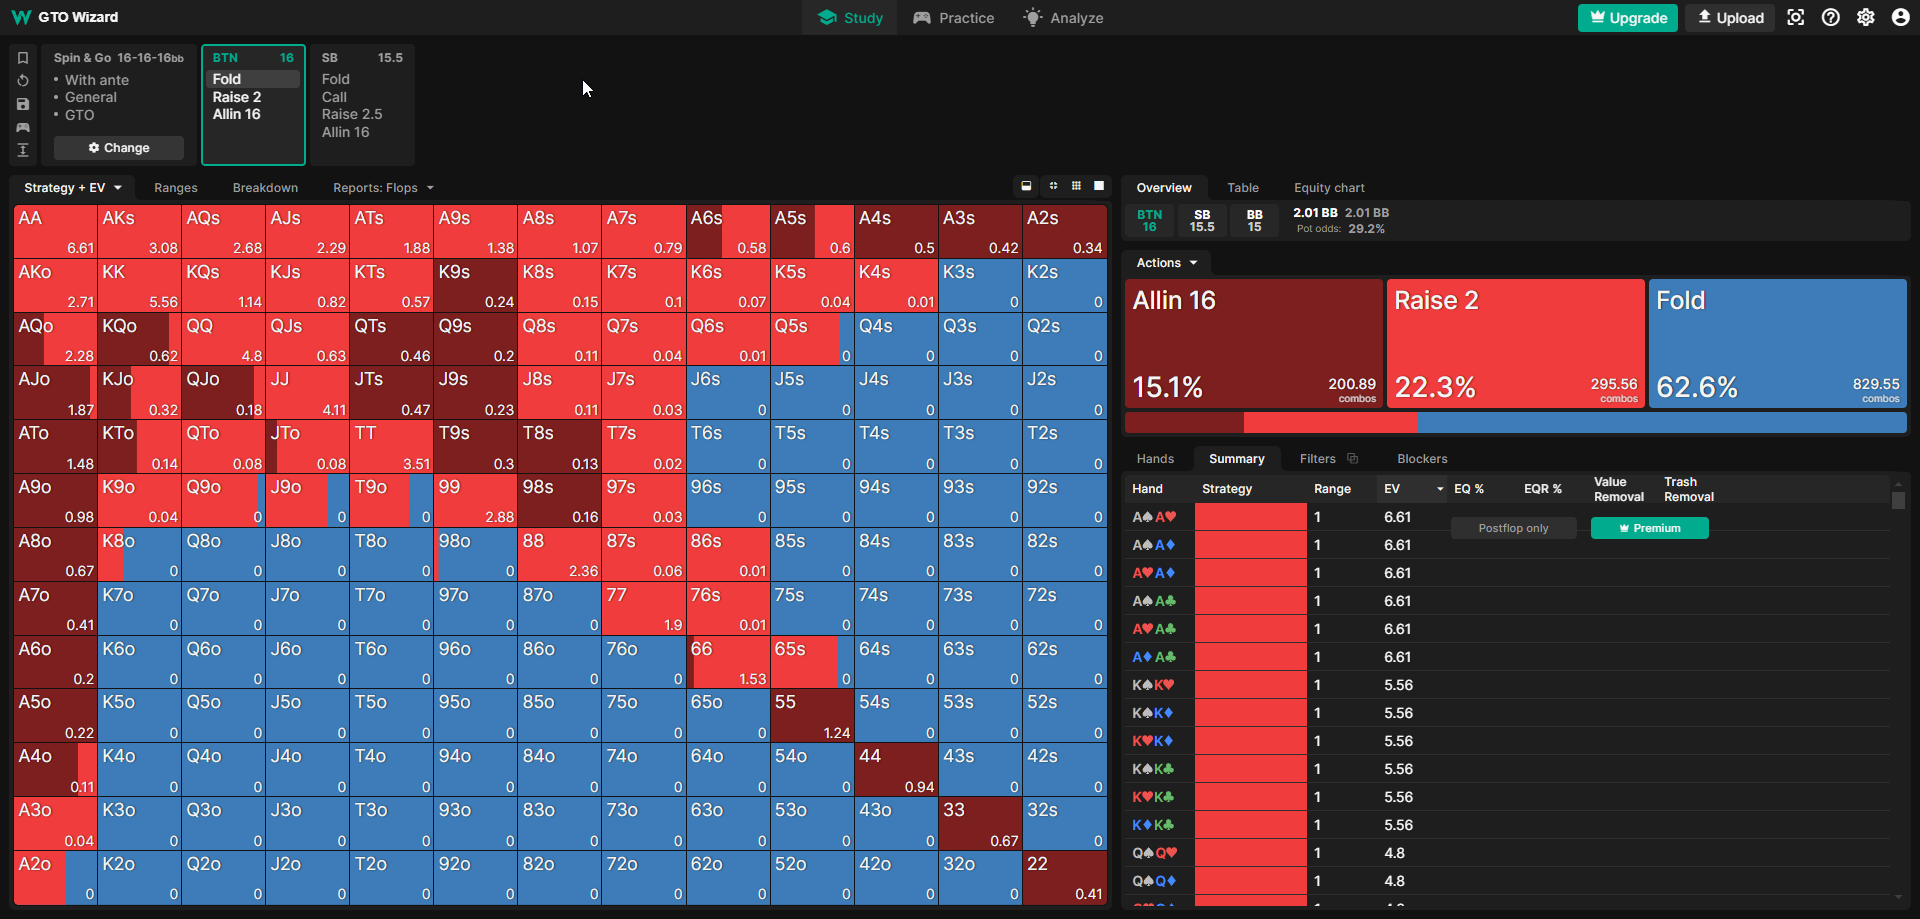 GTO Wizard
Study
Practice
Analyze
Upgrade
Upload
Spin & Go 16-16-16bb
• With ante
• General
• GTO
Change
BTN 16
Fold
Raise 2
Allin 16
SB 15.5
Fold
Call
Raise 2.5
Allin 16
Strategy + EV
Ranges
Breakdown
Reports: Flops
AA AKs AQs AJs ATs A9s A8s A7s A6s A5s A4s A3s A2s
6.61 3.08 2.68 2.29 1.88 1.38 1.07 0.79 0.58 0.6 0.5 0.42 0.34
AKo KK KQs KJs KTs K9s K8s K7s K6s K5s K4s K3s K2s
2.71 5.56 1.14 0.82 0.57 0.24 0.15 0.1 0.07 0.04 0.01 0 0
AQo KQo QQ QJs QTs Q9s Q8s Q7s Q6s Q5s Q4s Q3s Q2s
2.28 0.62 4.8 0.63 0.46 0.2 0.11 0.04 0.01 0 0 0 0
AJo KJo QJo JJ JTs J9s J8s J7s J6s J5s J4s J3s J2s
1.87 0.32 0.18 4.11 0.47 0.23 0.11 0.03 0 0 0 0 0
ATo KTo QTo JTo TT T9s T8s T7s T6s T5s T4s T3s T2s
1.48 0.14 0.08 0.08 3.51 0.3 0.13 0.02 0 0 0 0 0
A9o K9o Q9o J9o T9o 99 98s 97s 96s 95s 94s 93s 92s
0.98 0.04 0 0 0 2.88 0.16 0.03 0 0 0 0 0
A8o K8o Q8o J8o T8o 98o 88 87s 86s 85s 84s 83s 82s
0.67 0 0 0 0 0 2.36 0.06 0.01 0 0 0 0
A7o K7o Q7o J7o T7o 97o 87o 77 76s 75s 74s 73s 72s
0.41 0 0 0 0 0 0 1.9 0.01 0 0 0 0
A6o K6o Q6o J6o T6o 96o 86o 76o 66 65s 64s 63s 62s
0.2 0 0 0 0 0 0 0 1.53 0 0 0 0
A5o K5o Q5o J5o T5o 95o 85o 75o 65o 55 54s 53s 52s
0.22 0 0 0 0 0 0 0 0 1.24 0 0 0
A4o K4o Q4o J4o T4o 94o 84o 74o 64o 54o 44 43s 42s
0.11 0 0 0 0 0 0 0 0 0 0.94 0 0
A3o K3o Q3o J3o T3o 93o 83o 73o 63o 53o 43o 33 32s
0.04 0 0 0 0 0 0 0 0 0 0 0.67 0
A2o K2o Q2o J2o T2o 92o 82o 72o 62o 52o 42o 32o 22
0 0 0 0 0 0 0 0 0 0 0 0 0.41
Overview
Table
Equity chart
BTN SB BB
16 15.5 15
2.01 BB 2.01 BB
Pot odds: 29.2%
Actions
Allin 16
15.1%
200.89
combos
Raise 2
22.3%
295.56
combos
Fold
62.6%
829.55
combos
Hands
Summary
Filters
Blockers
Hand Strategy Range EV EQ % EQR % Value Removal Trash Removal
Postflop only
Premium
A♠A♥ 1 6.61
A♠A♦ 1 6.61
A♥A♦ 1 6.61
A♠A♣ 1 6.61
A♥A♣ 1 6.61
A♦A♣ 1 6.61
K♠K♥ 1 5.56
K♠K♦ 1 5.56
K♥K♦ 1 5.56
K♠K♣ 1 5.56
K♥K♣ 1 5.56
K♦K♣ 1 5.56
Q♠Q♥ 1 4.8
Q♠Q♦ 1 4.8